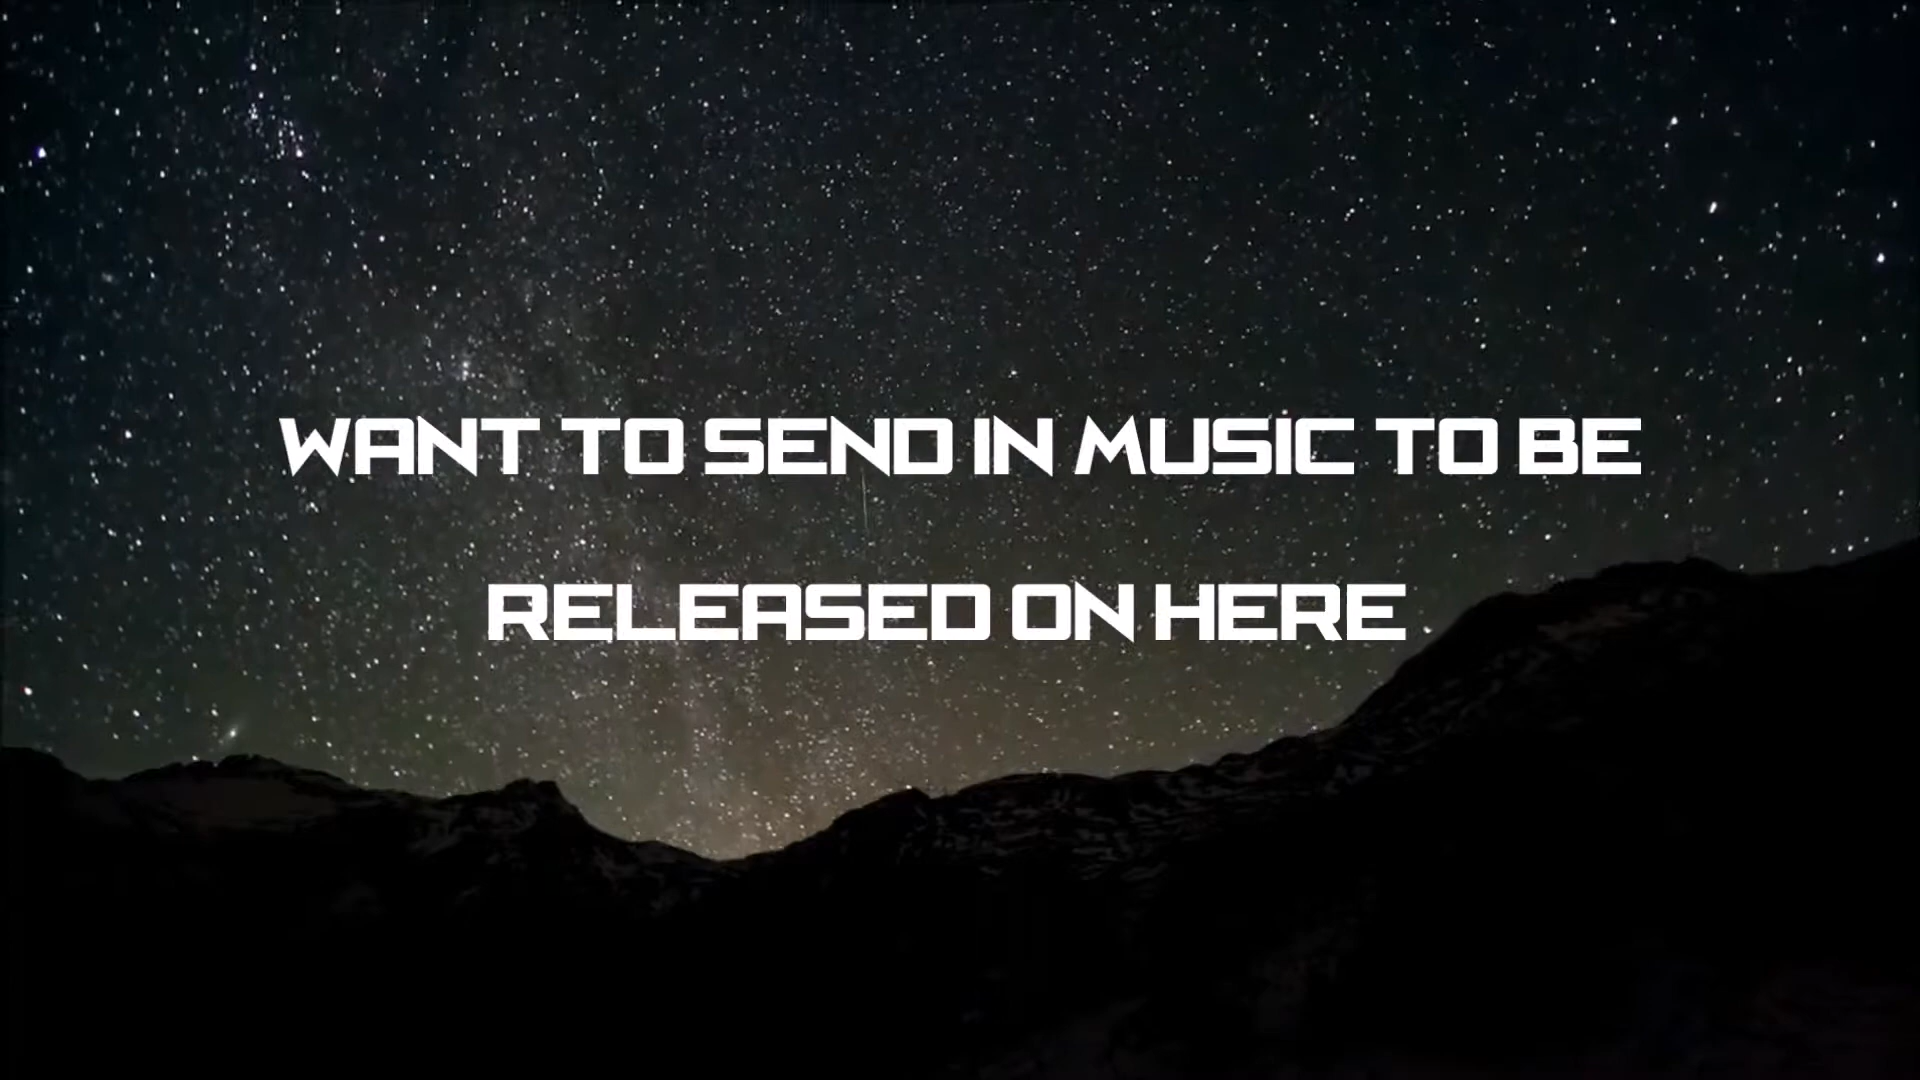 WANT TO SEND IN MUSIC TO BE
RELEASED ON HERE